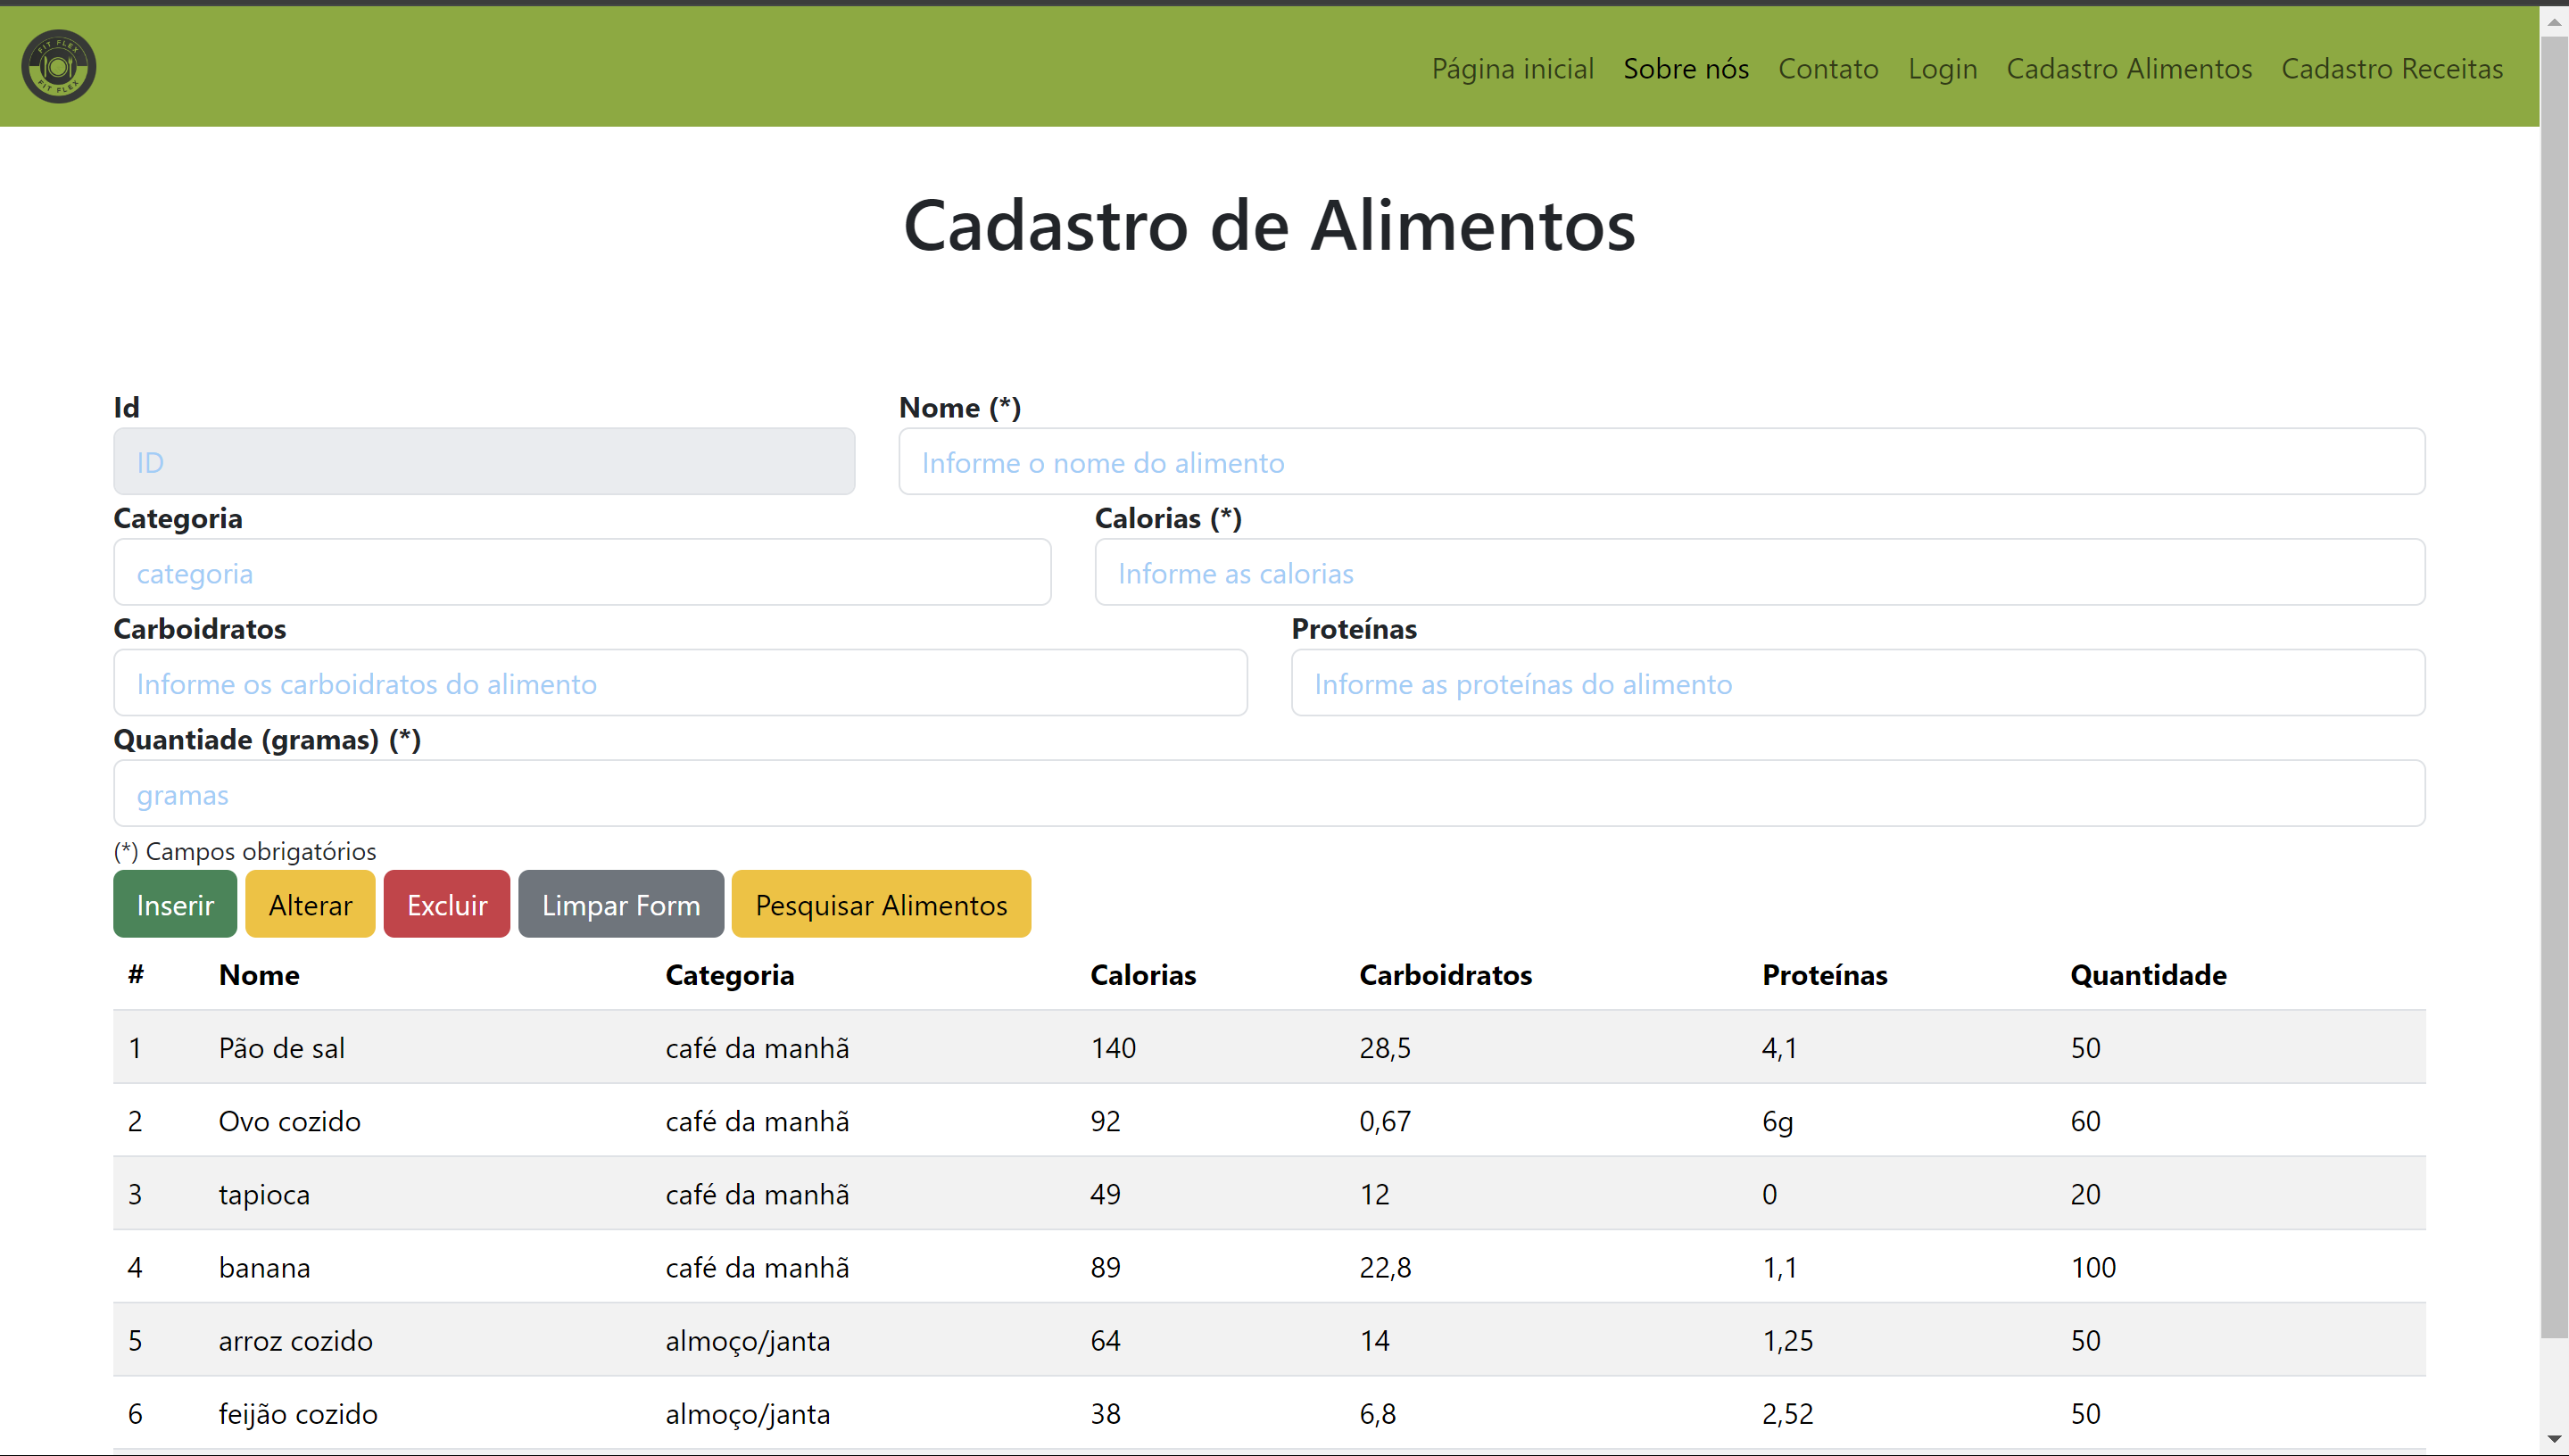 FIT FLEX
FIT FLEX
Página inicial Sobre nós Contato Login Cadastro Alimentos Cadastro Receitas
Cadastro de Alimentos
Id Nome (*)
ID Informe o nome do alimento
Categoria Calorias (*)
categoria Informe as calorias
Carboidratos Proteínas
Informe os carboidratos do alimento Informe as proteínas do alimento
Quantiade (gramas) (*)
gramas
(*) Campos obrigatórios
Inserir Alterar Excluir Limpar Form Pesquisar Alimentos
# Nome Categoria Calorias Carboidratos Proteínas Quantidade
1 Pão de sal café da manhã 140 28,5 4,1 50
2 Ovo cozido café da manhã 92 0,67 6g 60
3 tapioca café da manhã 49 12 0 20
4 banana café da manhã 89 22,8 1,1 100
5 arroz cozido almoço/janta 64 14 1,25 50
6 feijão cozido almoço/janta 38 6,8 2,52 50